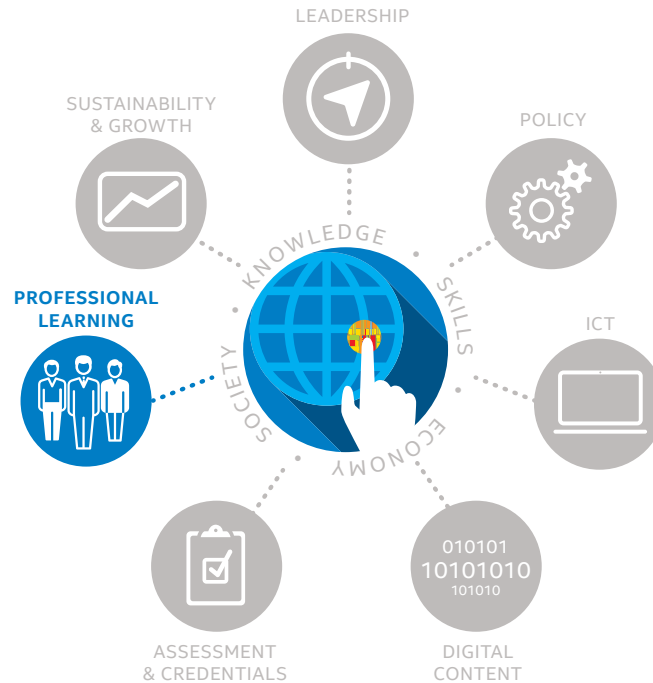 LEADERSHIP
SUSTAINABILITY
& GROWTH
POLICY
KNOWLEDGE
SKILLS
PROFESSIONAL
LEARNING
ICT
SOCIETY
ECONOMY
010101
10101010
101010
ASSESSMENT
& CREDENTIALS
DIGITAL
CONTENT